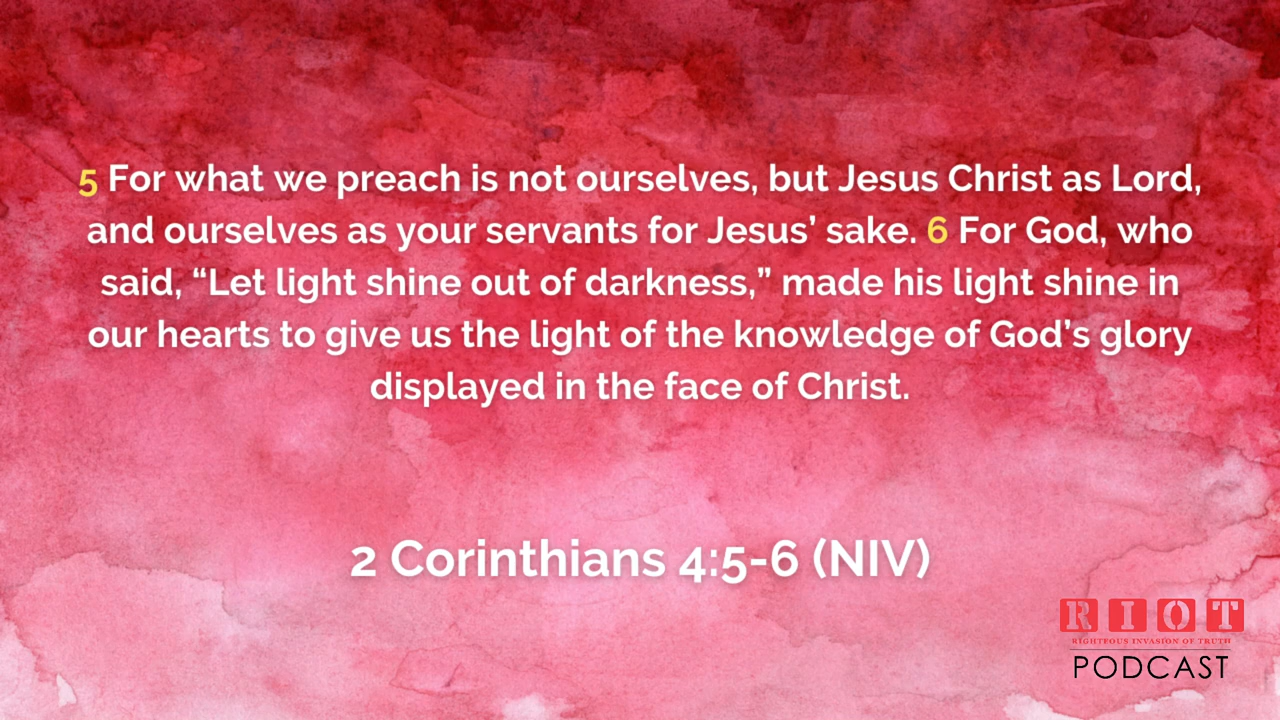 5 For what we preach is not ourselves, but Jesus Christ as Lord,
and ourselves as your servants for Jesus’ sake. 6 For God, who
said, “Let light shine out of darkness,” made his light shine in
our hearts to give us the light of the knowledge of God’s glory
displayed in the face of Christ.
2 Corinthians 4:5-6 (NIV)
RIOT
RIGHTEOUS INVASION OF TRUTH
PODCAST